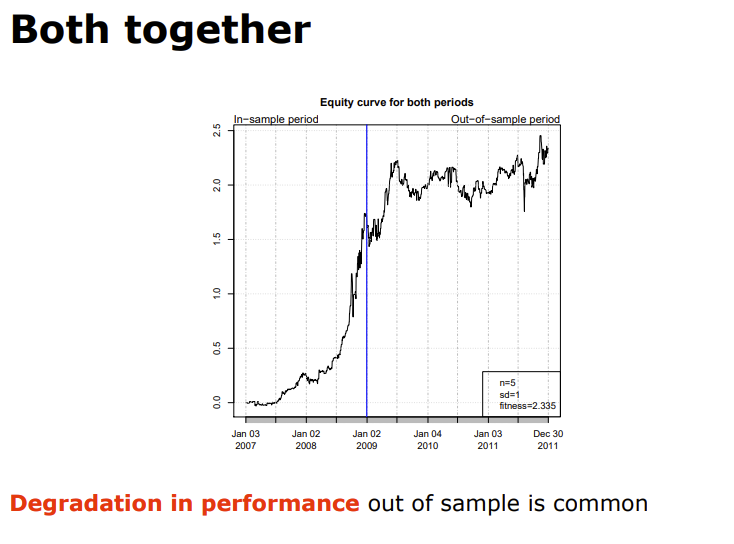 Both together
Equity curve for both periods
In−sample period
Out−of−sample period
2.5
2.0
1.5
1.0
0.5
0.0
n=5
sd=1
fitness=2.335
Jan 03 Jan 02 Jan 02 Jan 04 Jan 03 Dec 30
2007 2008 2009 2010 2011 2011
Degradation in performance out of sample is common